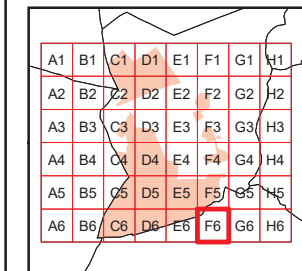 A1 B1 C1 D1 E1 F1 G1 H1
A2 B2 C2 D2 E2 F2 G2 H2
A3 B3 C3 D3 E3 F3 G3 H3
A4 B4 C4 D4 E4 F4 G4 H4
A5 B5 C5 D5 E5 F5 G5 H5
A6 B6 C6 D6 E6 F6 G6 H6